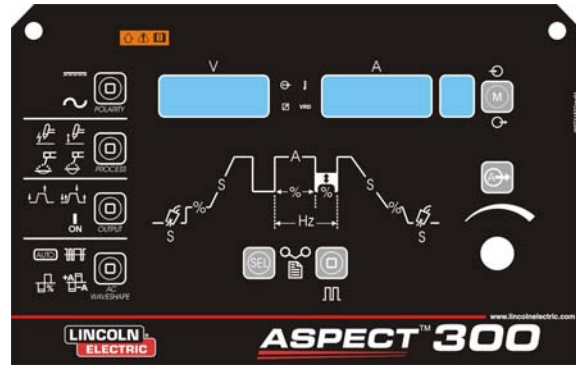 V A
VRD
M
POLARITY
PROCESS
A
S % % % % S
Hz
S S
ON OUTPUT
A
AUTO
% +A -A
AC
WAVESHAPE
SEL
www.lincolnelectric.com
LINCOLN ®
ELECTRIC
ASPECT™ 300